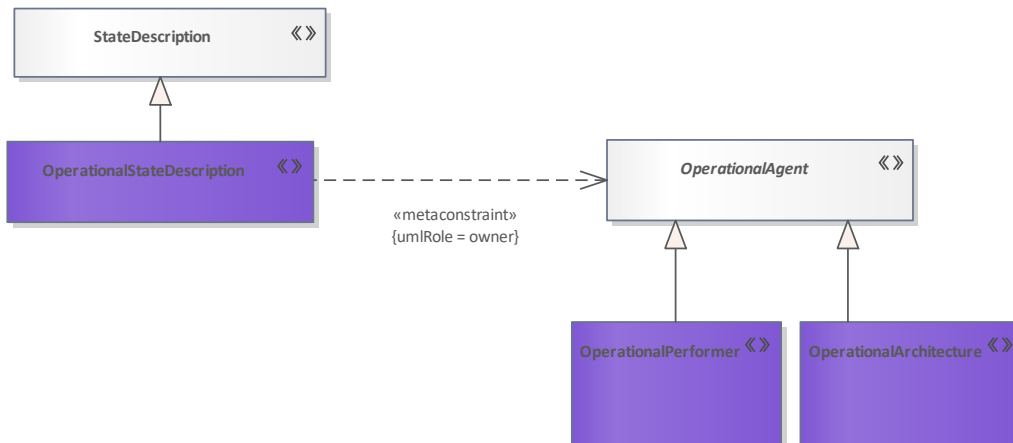 StateDescription «»
OperationalStateDescription «»
OperationalAgent «»
«metaconstraint»
{umlRole = owner}
OperationalPerformer «»
OperationalArchitecture «»